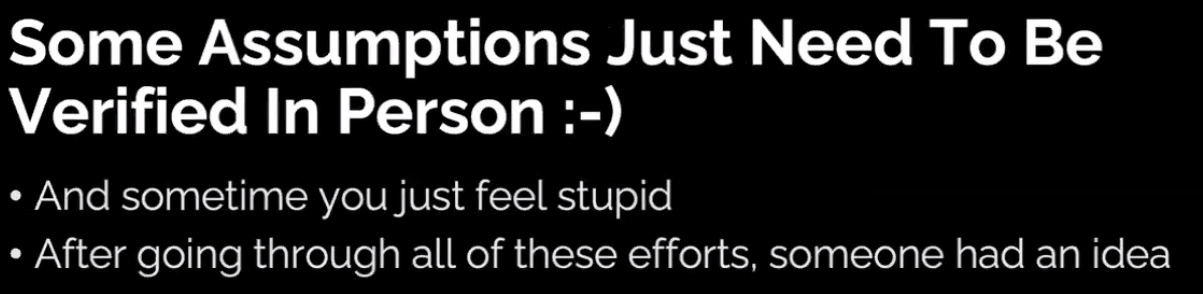 Some Assumptions Just Need To Be
Verified In Person :-)
• And sometime you just feel stupid
• After going through all of these efforts, someone had an idea